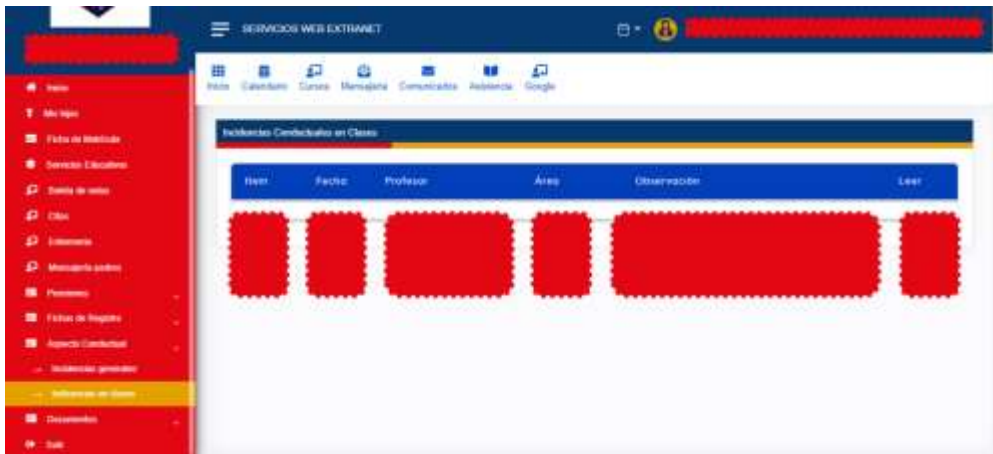 SERVICIOS WEB EXTRANET
Inicio Calendario Cursos Mensajería Comunicados Asistencia Google
Incidencias Conductuales en Clases
Item Fecha Profesor Área Observación Leer
Inicio
Mis hijos
Ficha de Matrícula
Servicios Educativos
Boleta de notas
Citas
Enfermería
Mensajería padres
Pensiones
Fichas de Registro
Aspecto Conductual
Incidencias generales
Incidencias en clases
Documentos
Salir